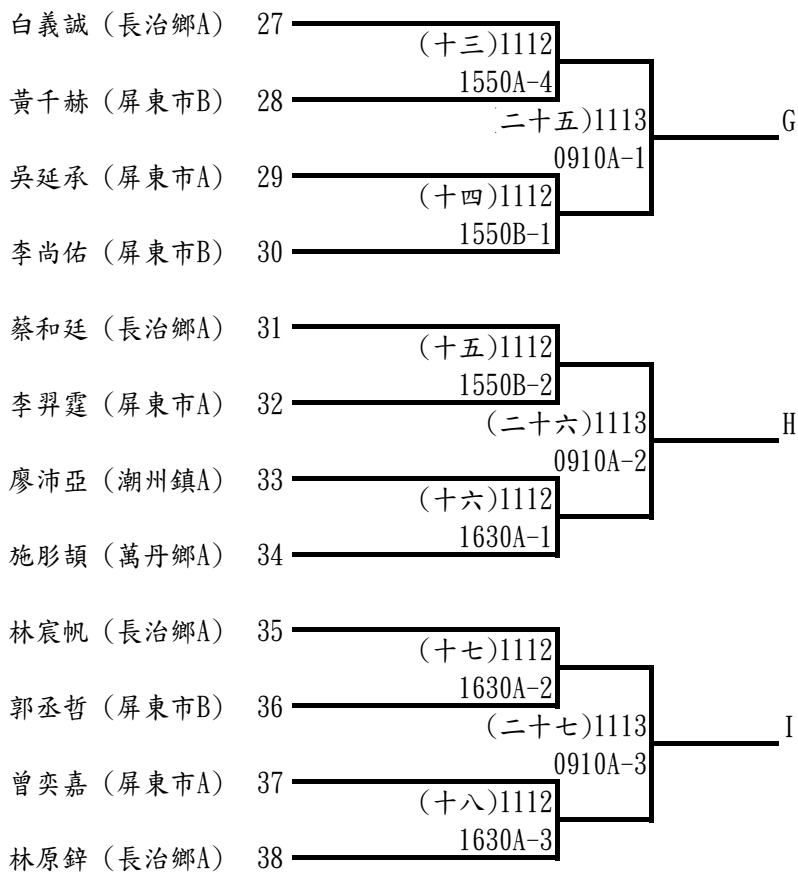 白義誠 (長治鄉A) 27
(十三)1112
1550A-4
黃千赫 (屏東市B) 28
二十五)1113
G
0910A-1
吳延承 (屏東市A) 29
(十四)1112
1550B-1
李尚佑 (屏東市B) 30
蔡和廷 (長治鄉A) 31
(十五)1112
1550B-2
李羿霆 (屏東市A) 32
(二十六)1113
H
0910A-2
廖沛亞 (潮州鎮A) 33
(十六)1112
1630A-1
施彤頡 (萬丹鄉A) 34
林宸帆 (長治鄉A) 35
(十七)1112
1630A-2
郭丞哲 (屏東市B) 36
(二十七)1113
I
0910A-3
曾奕嘉 (屏東市A) 37
(十八)1112
1630A-3
林原鋅 (長治鄉A) 38